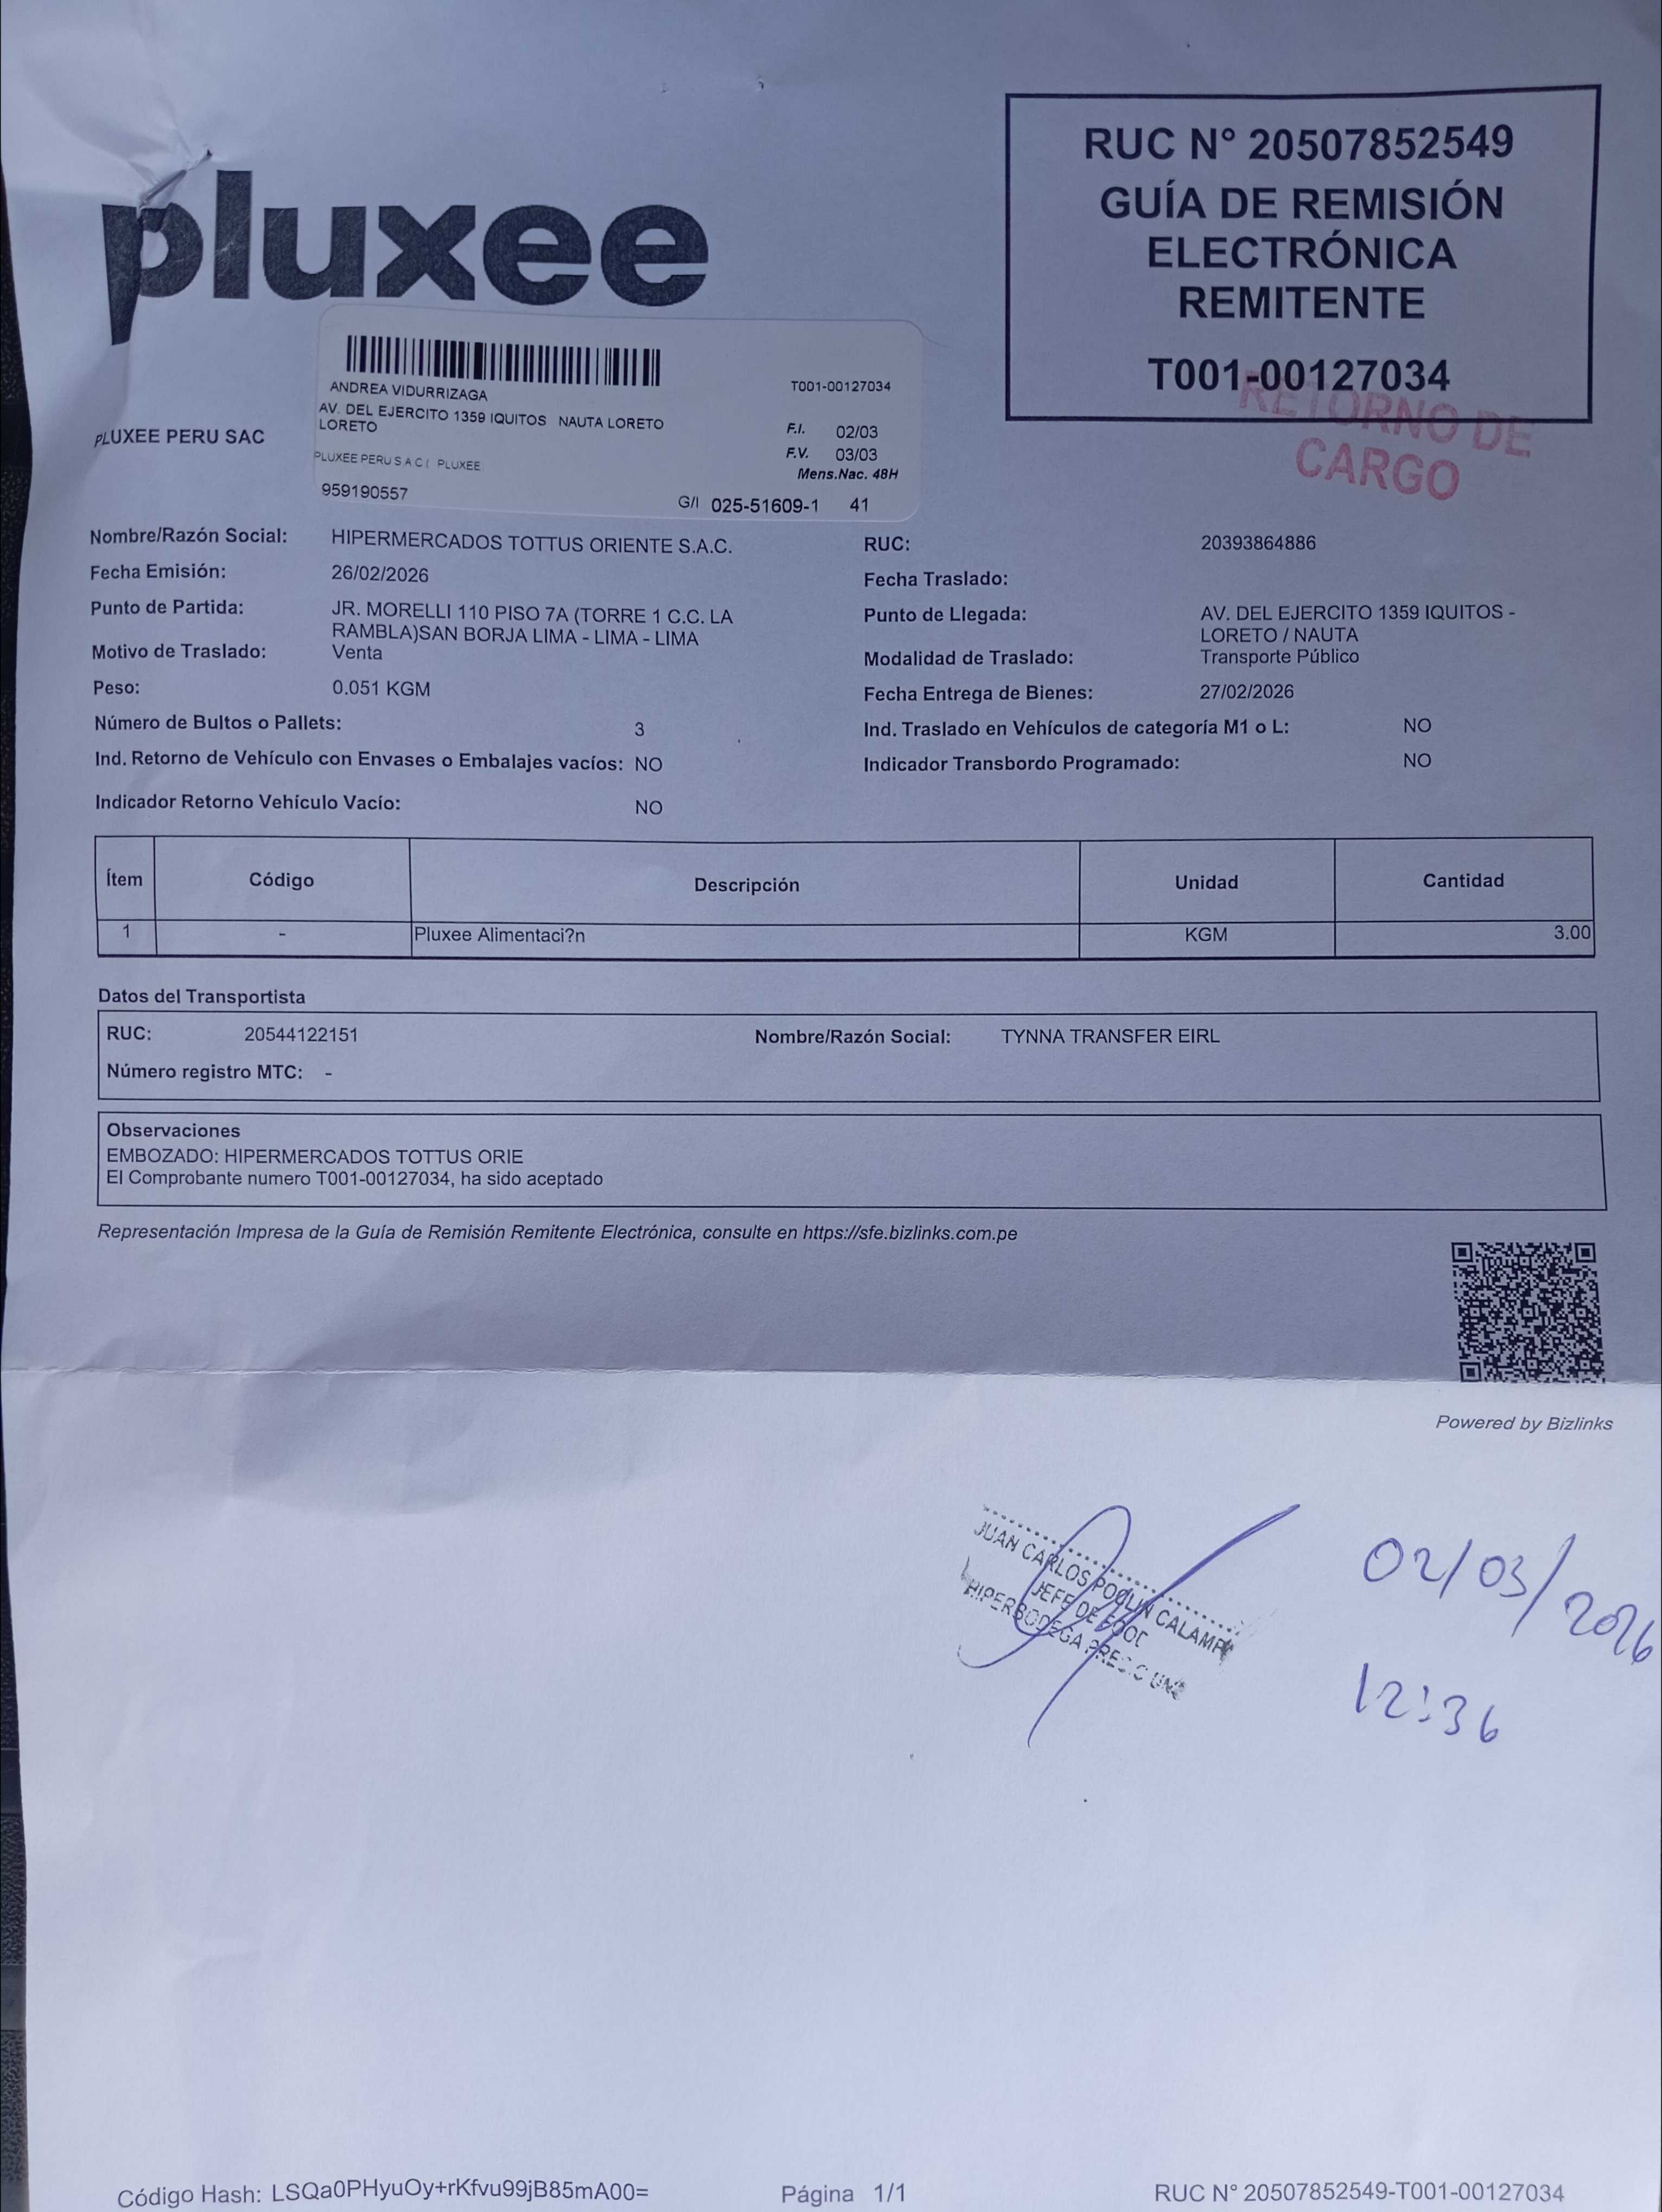 pluxee
RUC N° 20507852549
GUÍA DE REMISIÓN
ELECTRÓNICA
REMITENTE
T001-00127034
RETORNO DE
CARGO
ANDREA VIDURRIZAGA
T001-00127034
AV. DEL EJERCITO 1359 IQUITOS NAUTA LORETO
LORETO
F.I. 02/03
F.V. 03/03
PLUXEE PERU S A C ( PLUXEE
Mens.Nac. 48H
959190557
G/I 025-51609-1 41
PLUXEE PERU SAC
Nombre/Razón Social: HIPERMERCADOS TOTTUS ORIENTE S.A.C. RUC: 20393864886
Fecha Emisión: 26/02/2026 Fecha Traslado:
Punto de Partida: JR. MORELLI 110 PISO 7A (TORRE 1 C.C. LA Punto de Llegada: AV. DEL EJERCITO 1359 IQUITOS -
RAMBLA)SAN BORJA LIMA - LIMA - LIMA LORETO / NAUTA
Motivo de Traslado: Venta Modalidad de Traslado: Transporte Público
Peso: 0.051 KGM Fecha Entrega de Bienes: 27/02/2026
Número de Bultos o Pallets: 3 Ind. Traslado en Vehículos de categoría M1 o L: NO
Ind. Retorno de Vehículo con Envases o Embalajes vacíos: NO Indicador Transbordo Programado: NO
Indicador Retorno Vehículo Vacío: NO
Ítem Código Descripción Unidad Cantidad
1 - Pluxee Alimentaci?n KGM 3.00
Datos del Transportista
RUC: 20544122151 Nombre/Razón Social: TYNNA TRANSFER EIRL
Número registro MTC: -
Observaciones
EMBOZADO: HIPERMERCADOS TOTTUS ORIE
El Comprobante numero T001-00127034, ha sido aceptado
Representación Impresa de la Guía de Remisión Remitente Electrónica, consulte en https://sfe.bizlinks.com.pe
Powered by Bizlinks
JUAN CARLOS CALAMPA
JEFE DE FOOD
HIPERBODEGA PRECIO UNO
02/03/2026
12:36
Código Hash: LSQa0PHyuOy+rKfvu99jB85mA00= Página 1/1 RUC N° 20507852549-T001-00127034